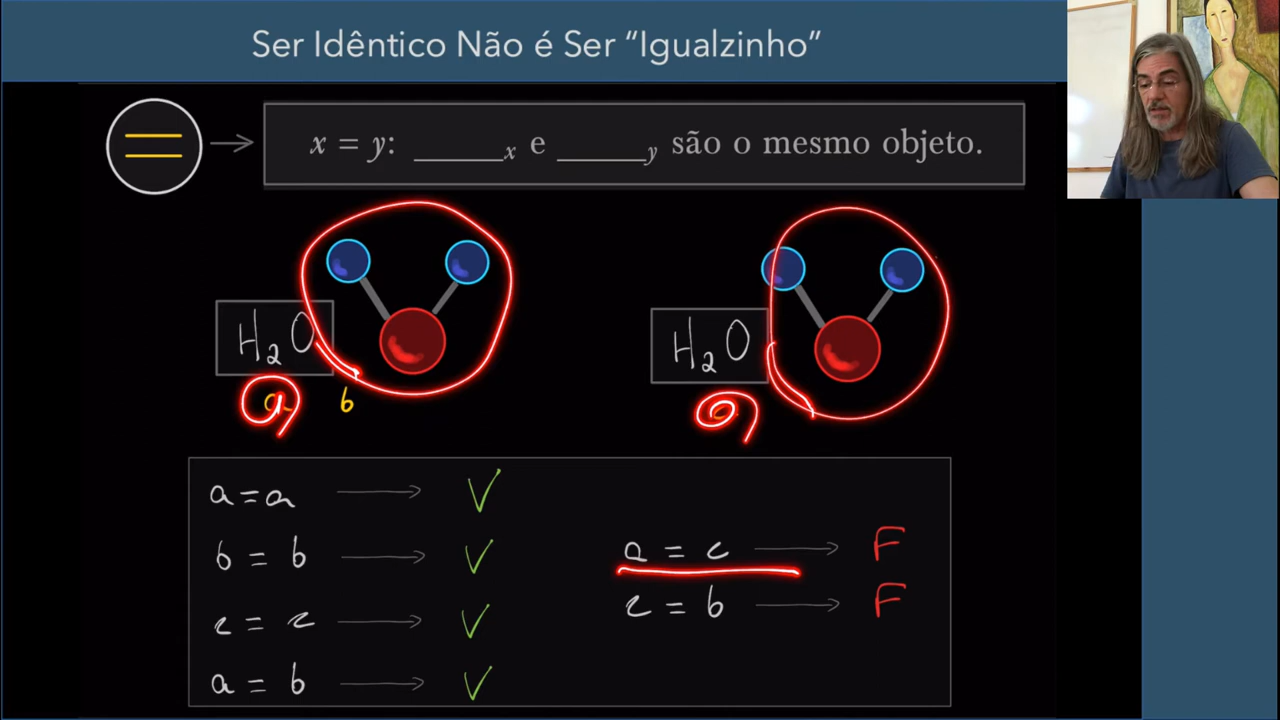 Ser Idêntico Não é Ser “Igualzinho”
= x = y: ______x e ______y são o mesmo objeto.
H₂O
a b
H₂O
a = a → V
b = b → V
c = c → V
a = b → V
a = c → F
c = b → F